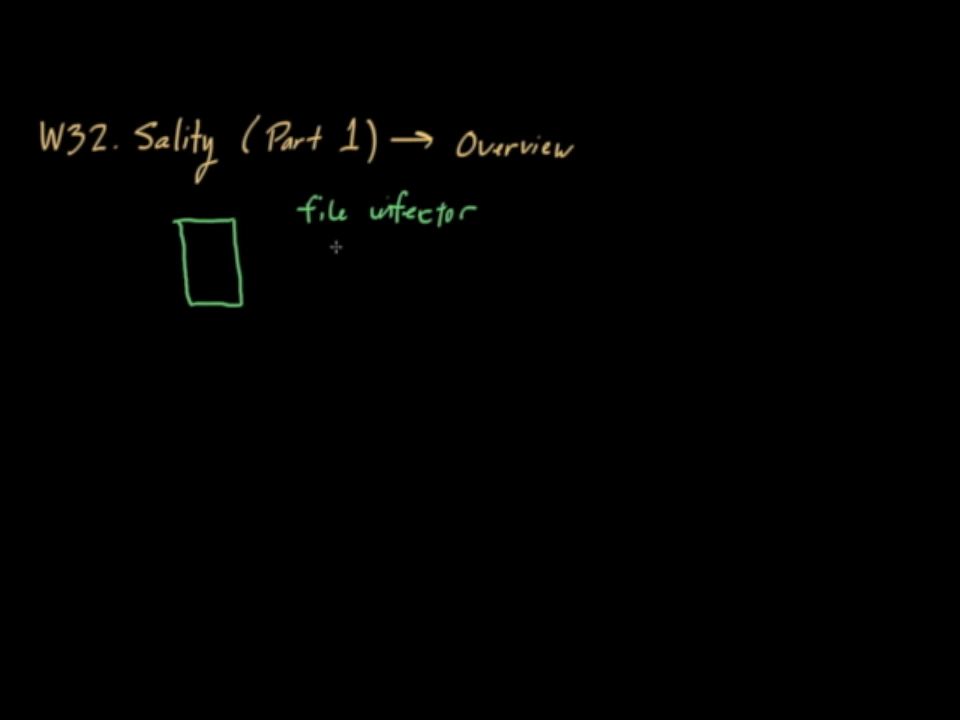 W32. Sality (Part 1) → Overview
file infector